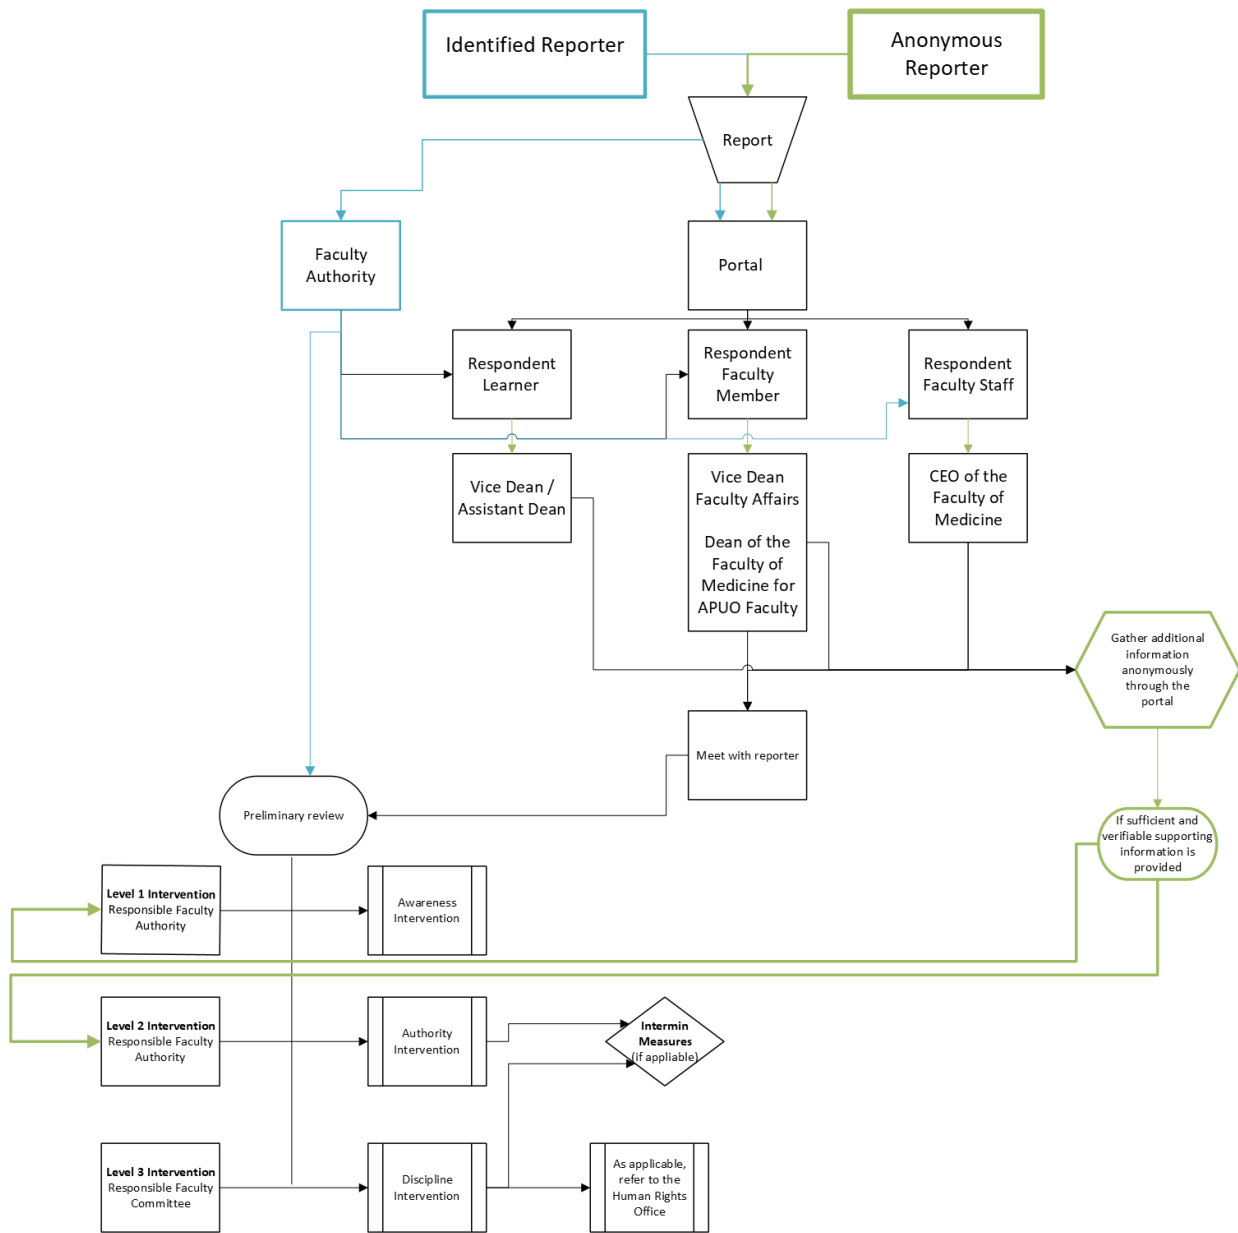 Identified Reporter
Anonymous
Reporter
Report
Faculty
Authority
Portal
Respondent
Learner
Respondent
Faculty
Member
Respondent
Faculty Staff
Vice Dean /
Assistant Dean
Vice Dean
Faculty Affairs
Dean of the
Faculty of
Medicine for
APUO Faculty
CEO of the
Faculty of
Medicine
Gather additional
information
anonymously
through the
portal
Meet with reporter
Preliminary review
If sufficient and
verifiable supporting
information is
provided
Level 1 Intervention
Responsible Faculty
Authority
Awareness
Intervention
Level 2 Intervention
Responsible Faculty
Authority
Authority
Intervention
Intermin
Measures
(if appliable)
Level 3 Intervention
Responsible Faculty
Committee
Discipline
Intervention
As applicable,
refer to the
Human Rights
Office